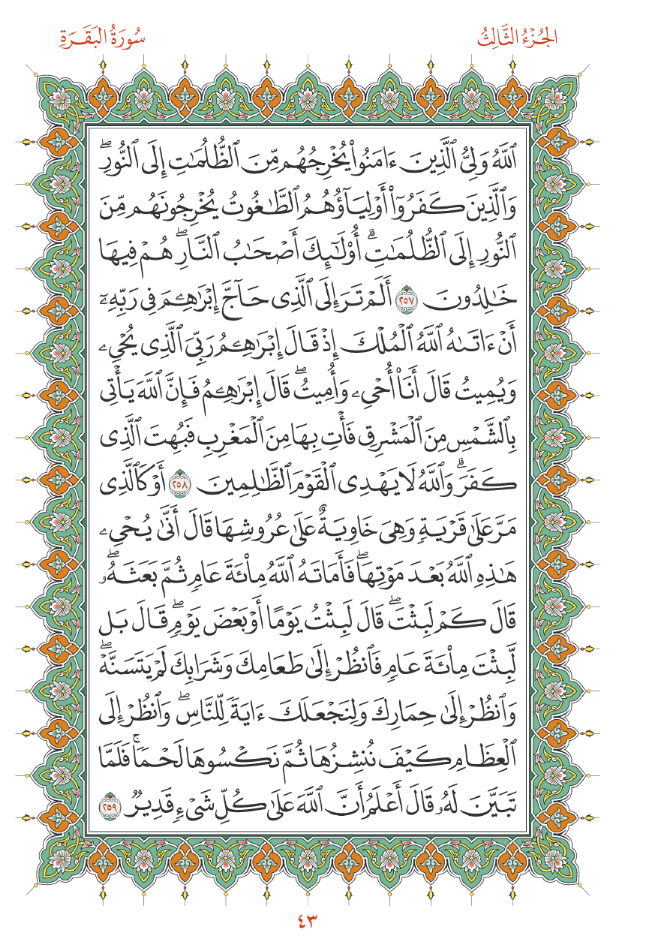 الجُزْءُ الثَّالِثُ
سُورَةُ البَقَرَةِ
ٱللَّهُ وَلِىُّ ٱلَّذِينَ ءَامَنُوا۟ يُخْرِجُهُم مِّنَ ٱلظُّلُمَٰتِ إِلَى ٱلنُّورِۖ
وَٱلَّذِينَ كَفَرُوٓا۟ أَوْلِيَآؤُهُمُ ٱلطَّٰغُوتُ يُخْرِجُونَهُم مِّنَ
ٱلنُّورِ إِلَى ٱلظُّلُمَٰتِۗ أُو۟لَٰٓئِكَ أَصْحَٰبُ ٱلنَّارِۖ هُمْ فِيهَا
خَٰلِدُونَ ٢٥٧ أَلَمْ تَرَ إِلَى ٱلَّذِى حَآجَّ إِبْرَٰهِـۧمَ فِى رَبِّهِۦٓ
أَنْ ءَاتَىٰهُ ٱللَّهُ ٱلْمُلْكَ إِذْ قَالَ إِبْرَٰهِـۧمُ رَبِّىَ ٱلَّذِى يُحْىِۦ
وَيُمِيتُ قَالَ أَنَا۠ أُحْىِۦ وَأُمِيتُۖ قَالَ إِبْرَٰهِـۧمُ فَإِنَّ ٱللَّهَ يَأْتِى
بِٱلشَّمْسِ مِنَ ٱلْمَشْرِقِ فَأْتِ بِهَا مِنَ ٱلْمَغْرِبِ فَبُهِتَ ٱلَّذِى
كَفَرَۗ وَٱللَّهُ لَا يَهْدِى ٱلْقَوْمَ ٱلظَّٰلِمِينَ ٢٥٨ أَوْ كَٱلَّذِى
مَرَّ عَلَىٰ قَرْيَةٍ وَهِىَ خَاوِيَةٌ عَلَىٰ عُرُوشِهَا قَالَ أَنَّىٰ يُحْىِۦ
هَٰذِهِ ٱللَّهُ بَعْدَ مَوْتِهَاۖ فَأَمَاتَهُ ٱللَّهُ مِا۟ئَةَ عَامٍ ثُمَّ بَعَثَهُۥۖ
قَالَ كَمْ لَبِثْتَۖ قَالَ لَبِثْتُ يَوْمًا أَوْ بَعْضَ يَوْمٍۖ قَالَ بَل
لَّبِثْتَ مِا۟ئَةَ عَامٍ فَٱنظُرْ إِلَىٰ طَعَامِكَ وَشَرَابِكَ لَمْ يَتَسَنَّهْۖ
وَٱنظُرْ إِلَىٰ حِمَارِكَ وَلِنَجْعَلَكَ ءَايَةً لِّلنَّاسِۖ وَٱنظُرْ إِلَى
ٱلْعِظَامِ كَيْفَ نُنشِزُهَا ثُمَّ نَكْسُوهَا لَحْمًاۚ فَلَمَّا
تَبَيَّنَ لَهُۥ قَالَ أَعْلَمُ أَنَّ ٱللَّهَ عَلَىٰ كُلِّ شَىْءٍ قَدِيرٌ ٢٥٩
٤٣